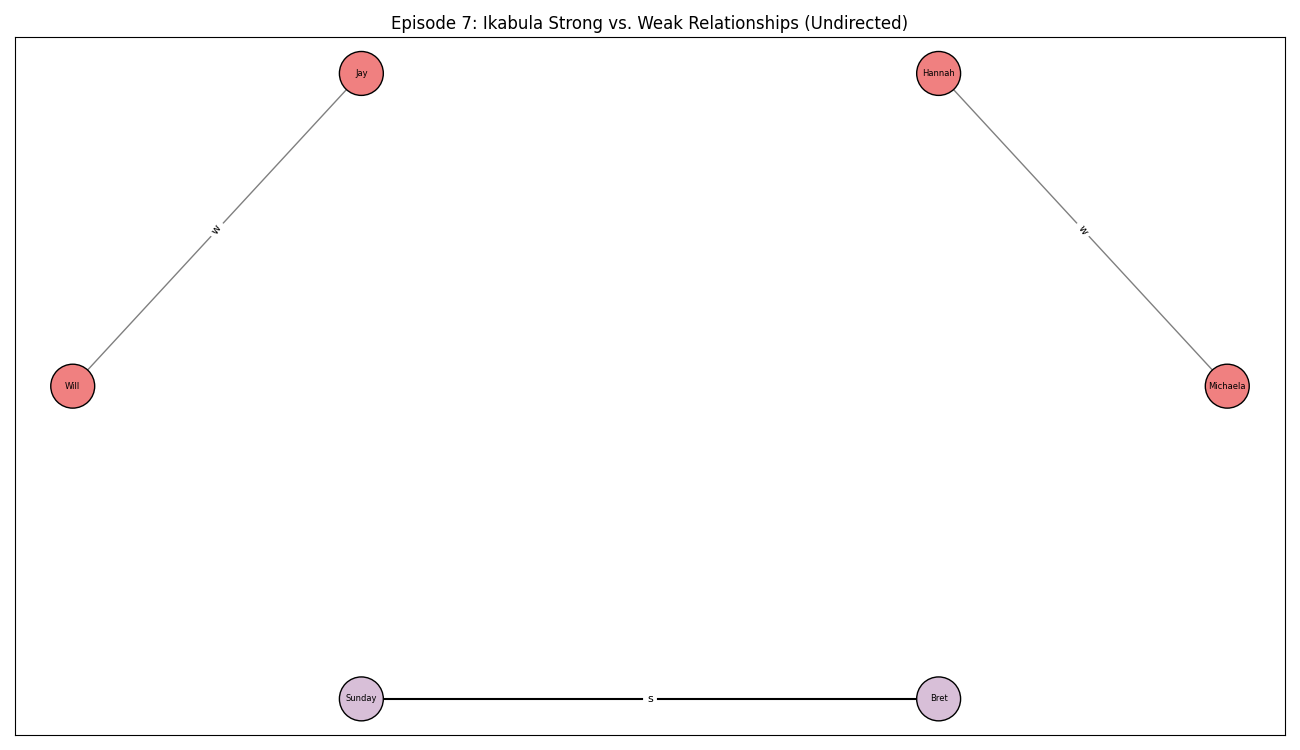 Episode 7: Ikabula Strong vs. Weak Relationships (Undirected)
Jay
Hannah
w
w
Will
Michaela
Sunday
s
Bret